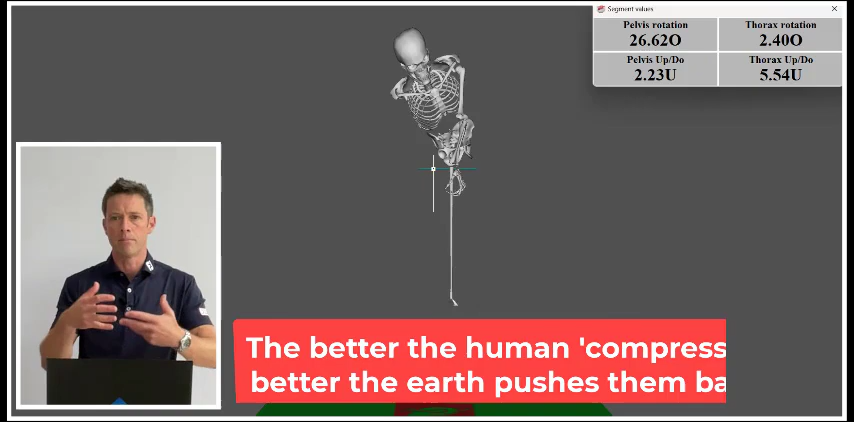 Segment values
Pelvis rotation
26.62O
Thorax rotation
2.40O
Pelvis Up/Do
2.23U
Thorax Up/Do
5.54U
The better the human 'compress
better the earth pushes them ba